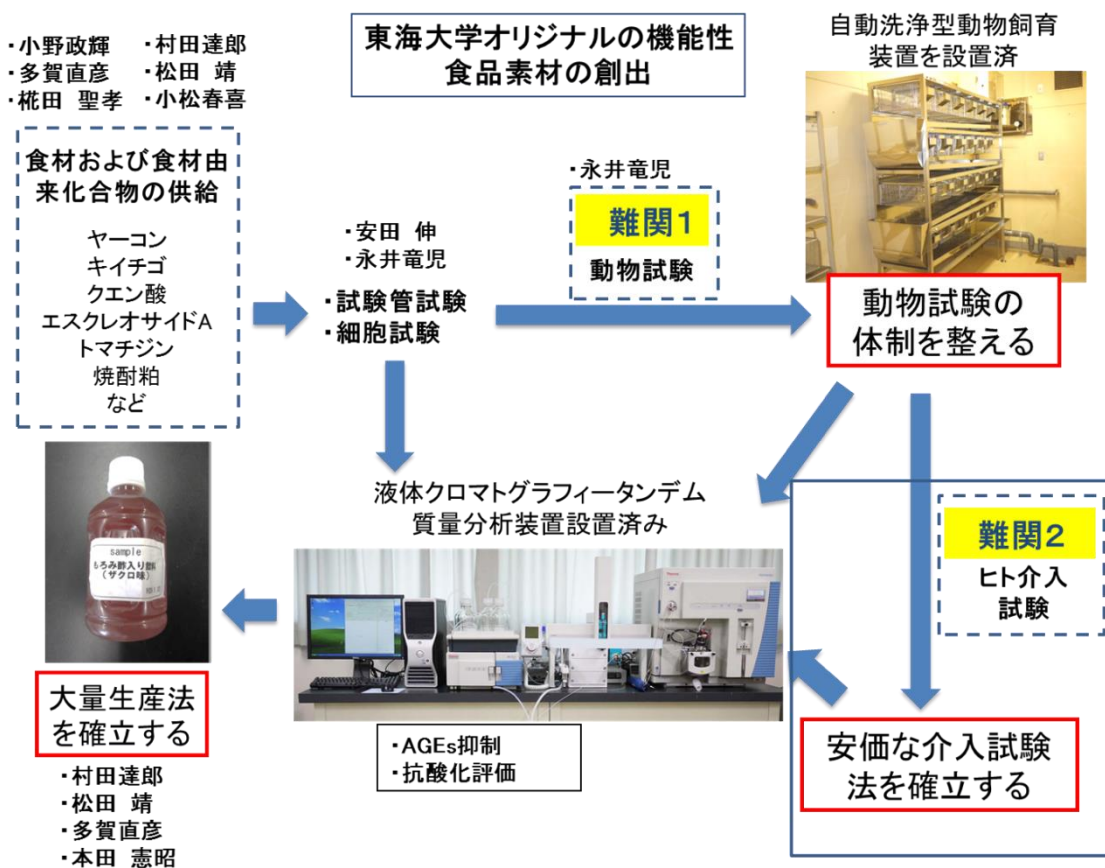 東海大学オリジナルの機能性
食品素材の創出
・小野政輝 ・村田達郎
・多賀直彦 ・松田 靖
・椛田 聖孝 ・小松春喜
食材および食材由
来化合物の供給
ヤーコン
キイチゴ
クエン酸
エスクレオサイドA
トマチジン
焼酎粕
など
・安田 伸
・永井竜児
・試験管試験
・細胞試験
・永井竜児
難関1
動物試験
自動洗浄型動物飼育
装置を設置済
動物試験の
体制を整える
難関2
ヒト介入
試験
安価な介入試験
法を確立する
液体クロマトグラフィータンデム
質量分析装置設置済み
・AGEs抑制
・抗酸化評価
sample
もろみ酢入り飲料
(ザクロ味)
大量生産法
を確立する
・村田達郎
・松田 靖
・多賀直彦
・本田 憲昭